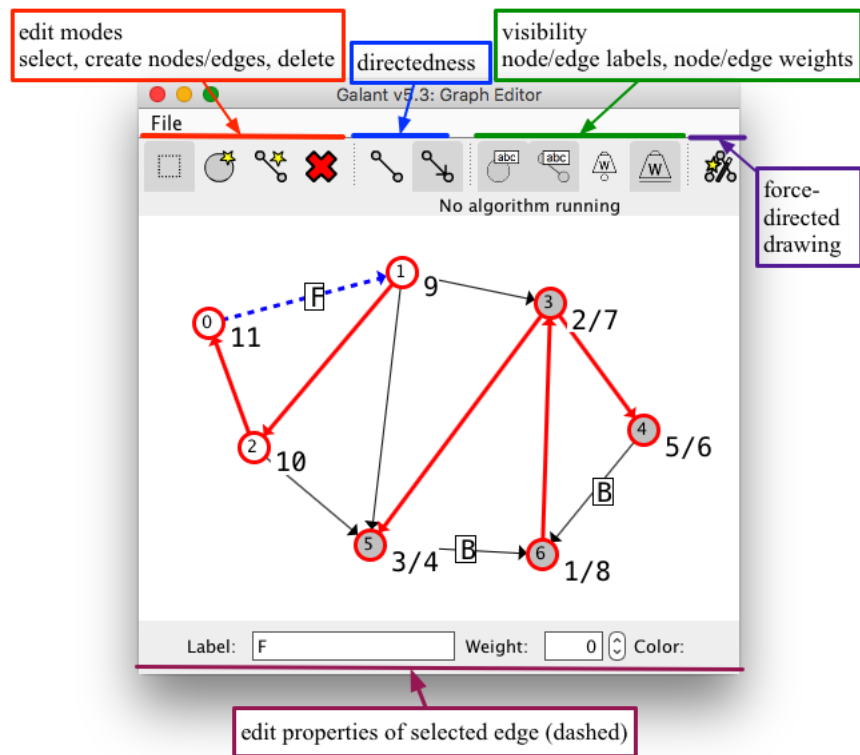 edit modes
select, create nodes/edges, delete
directedness
visibility
node/edge labels, node/edge weights
Galant v5.3: Graph Editor
File
abc
abc
W
W
No algorithm running
force-
directed
drawing
1
9
F
3
2/7
0
11
4
5/6
2
10
B
5
3/4
B
6
1/8
Label:
F
Weight:
0
Color:
edit properties of selected edge (dashed)